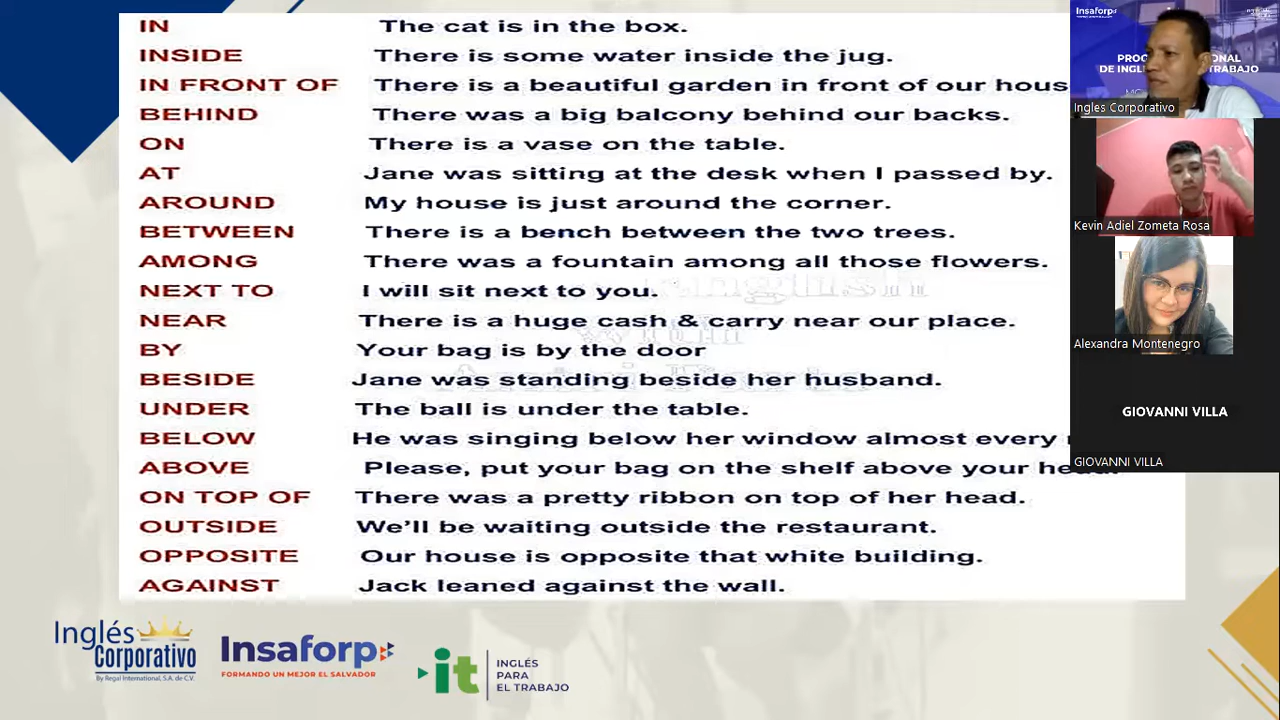 IN The cat is in the box.
INSIDE There is some water inside the jug.
IN FRONT OF There is a beautiful garden in front of our hous
BEHIND There was a big balcony behind our backs.
ON There is a vase on the table.
AT Jane was sitting at the desk when I passed by.
AROUND My house is just around the corner.
BETWEEN There is a bench between the two trees.
AMONG There was a fountain among all those flowers.
NEXT TO I will sit next to you.
NEAR There is a huge cash & carry near our place.
BY Your bag is by the door
BESIDE Jane was standing beside her husband.
UNDER The ball is under the table.
BELOW He was singing below her window almost every
ABOVE Please, put your bag on the shelf above your
ON TOP OF There was a pretty ribbon on top of her head.
OUTSIDE We'll be waiting outside the restaurant.
OPPOSITE Our house is opposite that white building.
AGAINST Jack leaned against the wall.
Inglés
Corporativo
By Regal International, S.A. de C.V.
Insaforp
FORMANDO UN MEJOR EL SALVADOR
it
INGLÉS
PARA
EL TRABAJO
Insaforp
Ingles Corporativo
Kevin Adiel Zometa Rosa
Alexandra Montenegro
GIOVANNI VILLA
GIOVANNI VILLA